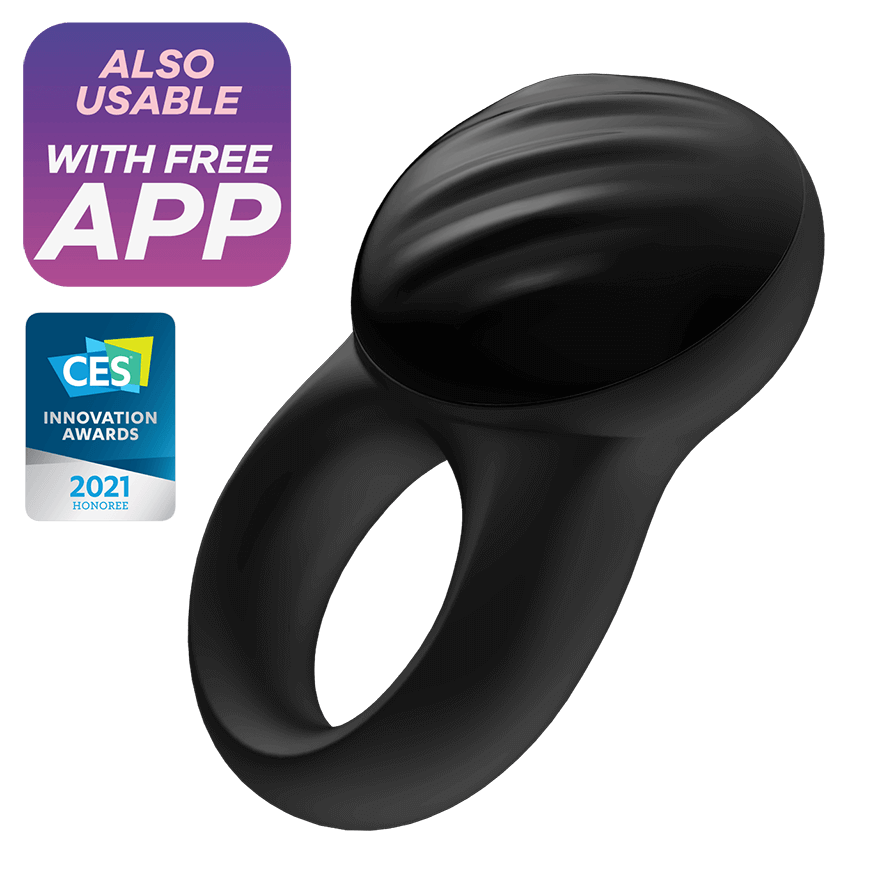 ALSO
USABLE
WITH FREE
APP
CES
INNOVATION
AWARDS
2021
HONOREE